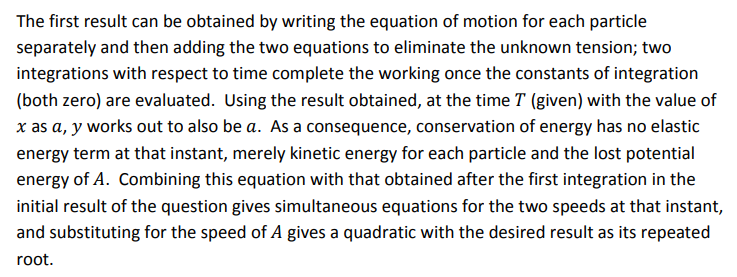 The first result can be obtained by writing the equation of motion for each particle
separately and then adding the two equations to eliminate the unknown tension; two
integrations with respect to time complete the working once the constants of integration
(both zero) are evaluated.  Using the result obtained, at the time T (given) with the value of
x as a, y works out to also be a.  As a consequence, conservation of energy has no elastic
energy term at that instant, merely kinetic energy for each particle and the lost potential
energy of A.  Combining this equation with that obtained after the first integration in the
initial result of the question gives simultaneous equations for the two speeds at that instant,
and substituting for the speed of A gives a quadratic with the desired result as its repeated
root.